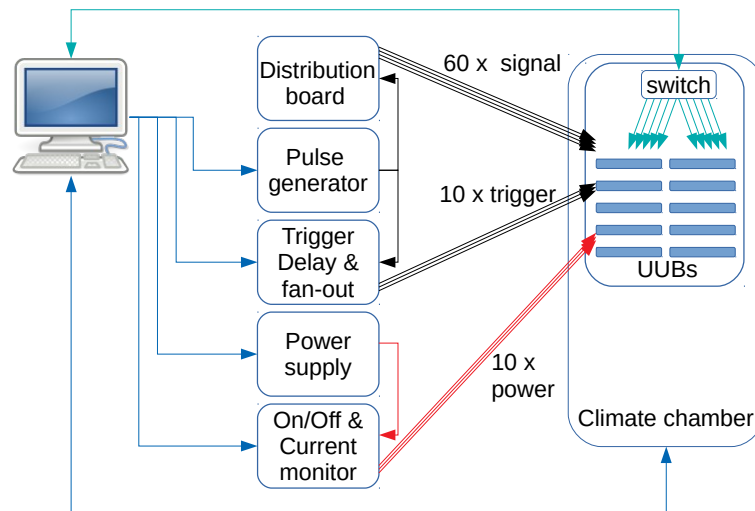 Distribution
board
Pulse
generator
Trigger
Delay &
fan-out
Power
supply
On/Off &
Current
monitor
60 x  signal
10 x trigger
10 x
power
switch
UUBs
Climate chamber